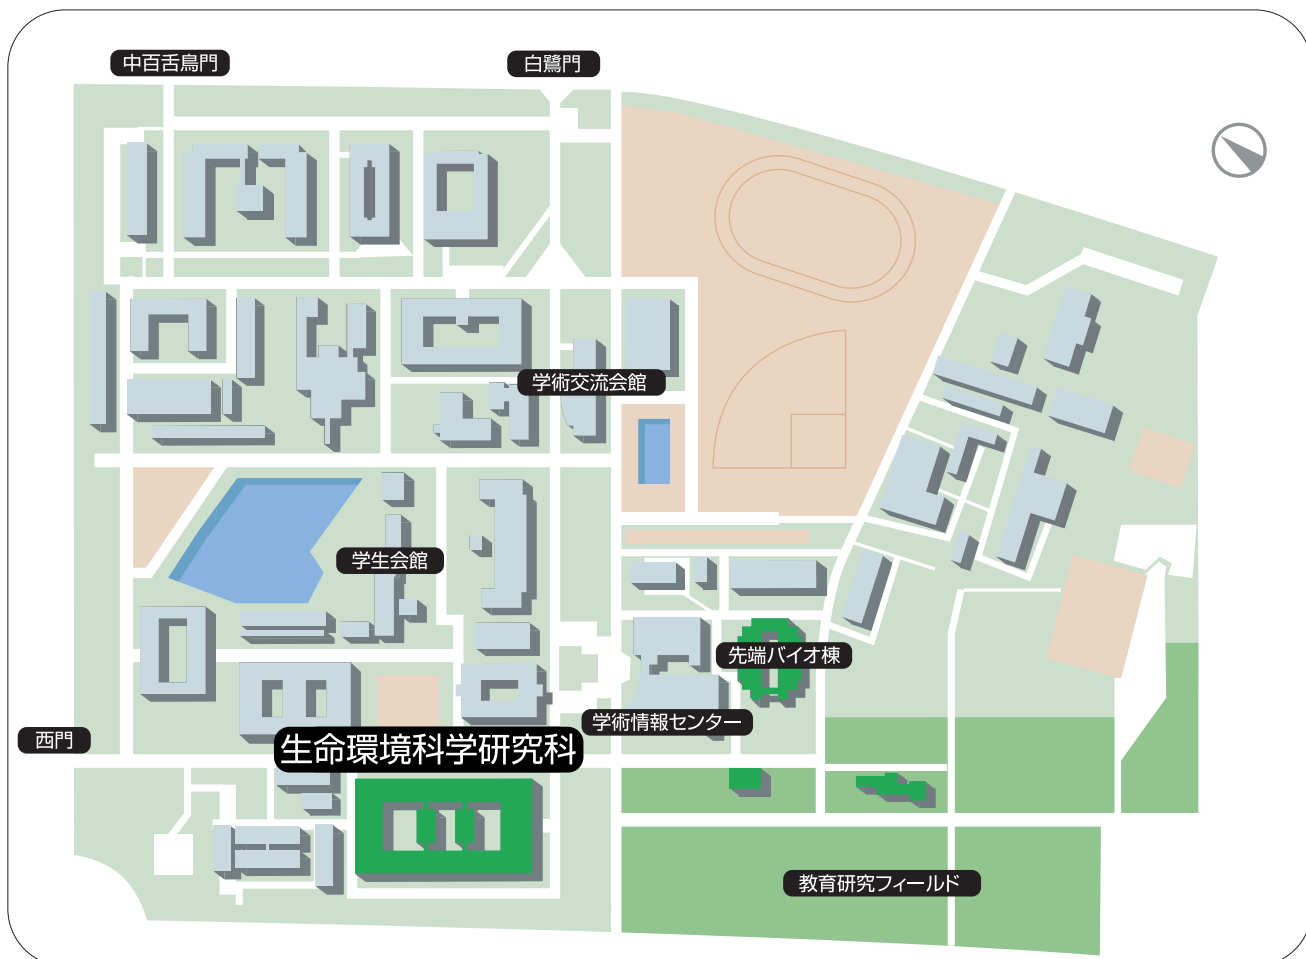 中百舌鳥門
白鷺門
学術交流会館
学生会館
先端バイオ棟
学術情報センター
西門
生命環境科学研究科
教育研究フィールド